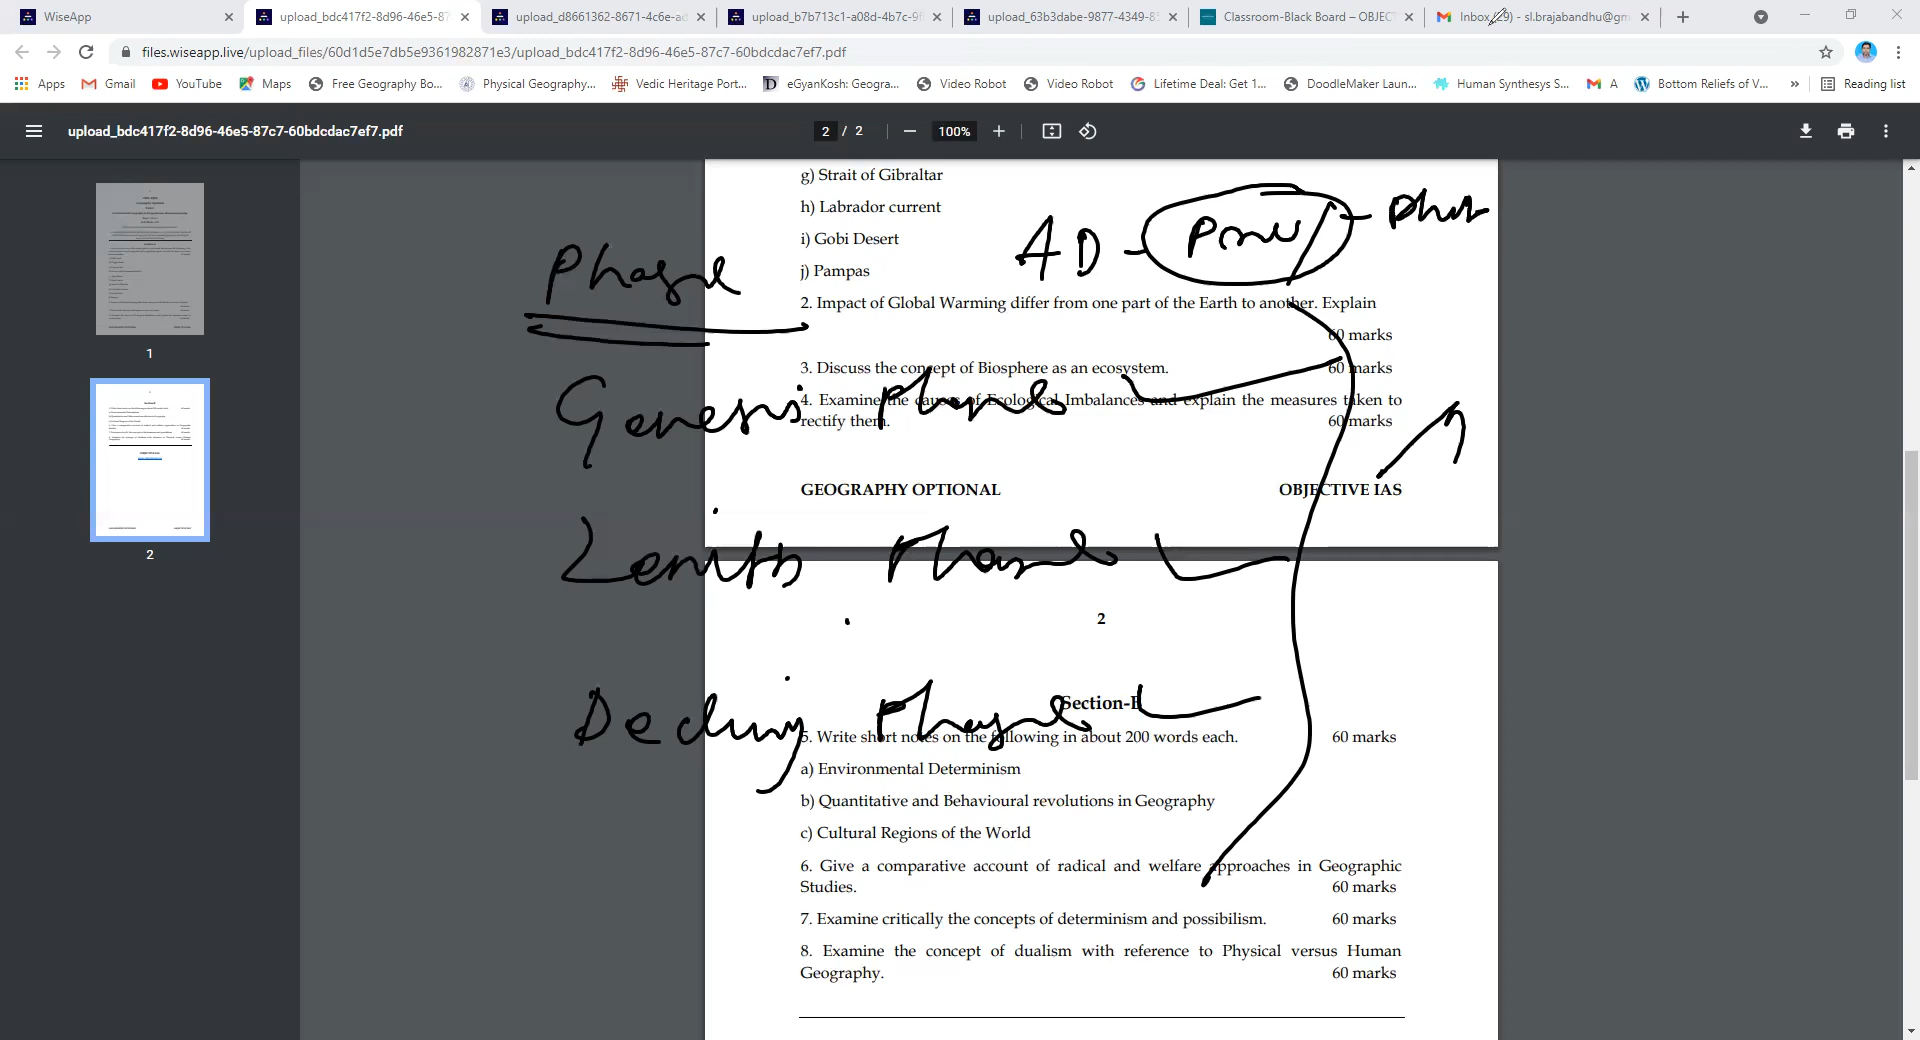 WiseApp
upload_bdc417f2-8d96-46e5-87
upload_d8661362-8671-4c6e-ad
upload_b7b713c1-a08d-4b7c-9f
upload_63b3dabe-9877-4349-8
Classroom-Black Board – OBJEC
Inbox (29) - sl.brajabandhu@gm
files.wiseapp.live/upload_files/60d1d5e7db5e9361982871e3/upload_bdc417f2-8d96-46e5-87c7-60bdcdac7ef7.pdf
Apps
Gmail
YouTube
Maps
Free Geography Bo...
Physical Geography...
Vedic Heritage Port...
eGyanKosh: Geogra...
Video Robot
Video Robot
Lifetime Deal: Get 1...
DoodleMaker Laun...
Human Synthesys S...
A
Bottom Reliefs of V...
»
Reading list
upload_bdc417f2-8d96-46e5-87c7-60bdcdac7ef7.pdf
2 / 2
100%
1
2
g) Strait of Gibraltar
h) Labrador current
i) Gobi Desert
j) Pampas
AD -
Phase
2. Impact of Global Warming differ from one part of the Earth to another. Explain
60 marks
3. Discuss the concept of Biosphere as an ecosystem. 60 marks
Genesis Phase
4. Examine the causes of Ecological Imbalances and explain the measures taken to
rectify them. 60 marks
GEOGRAPHY OPTIONAL OBJECTIVE IAS
Zenith Phase
2
Section-B
Declining Phase
5. Write short notes on the following in about 200 words each. 60 marks
a) Environmental Determinism
b) Quantitative and Behavioural revolutions in Geography
c) Cultural Regions of the World
6. Give a comparative account of radical and welfare approaches in Geographic
Studies. 60 marks
7. Examine critically the concepts of determinism and possibilism. 60 marks
8. Examine the concept of dualism with reference to Physical versus Human
Geography. 60 marks